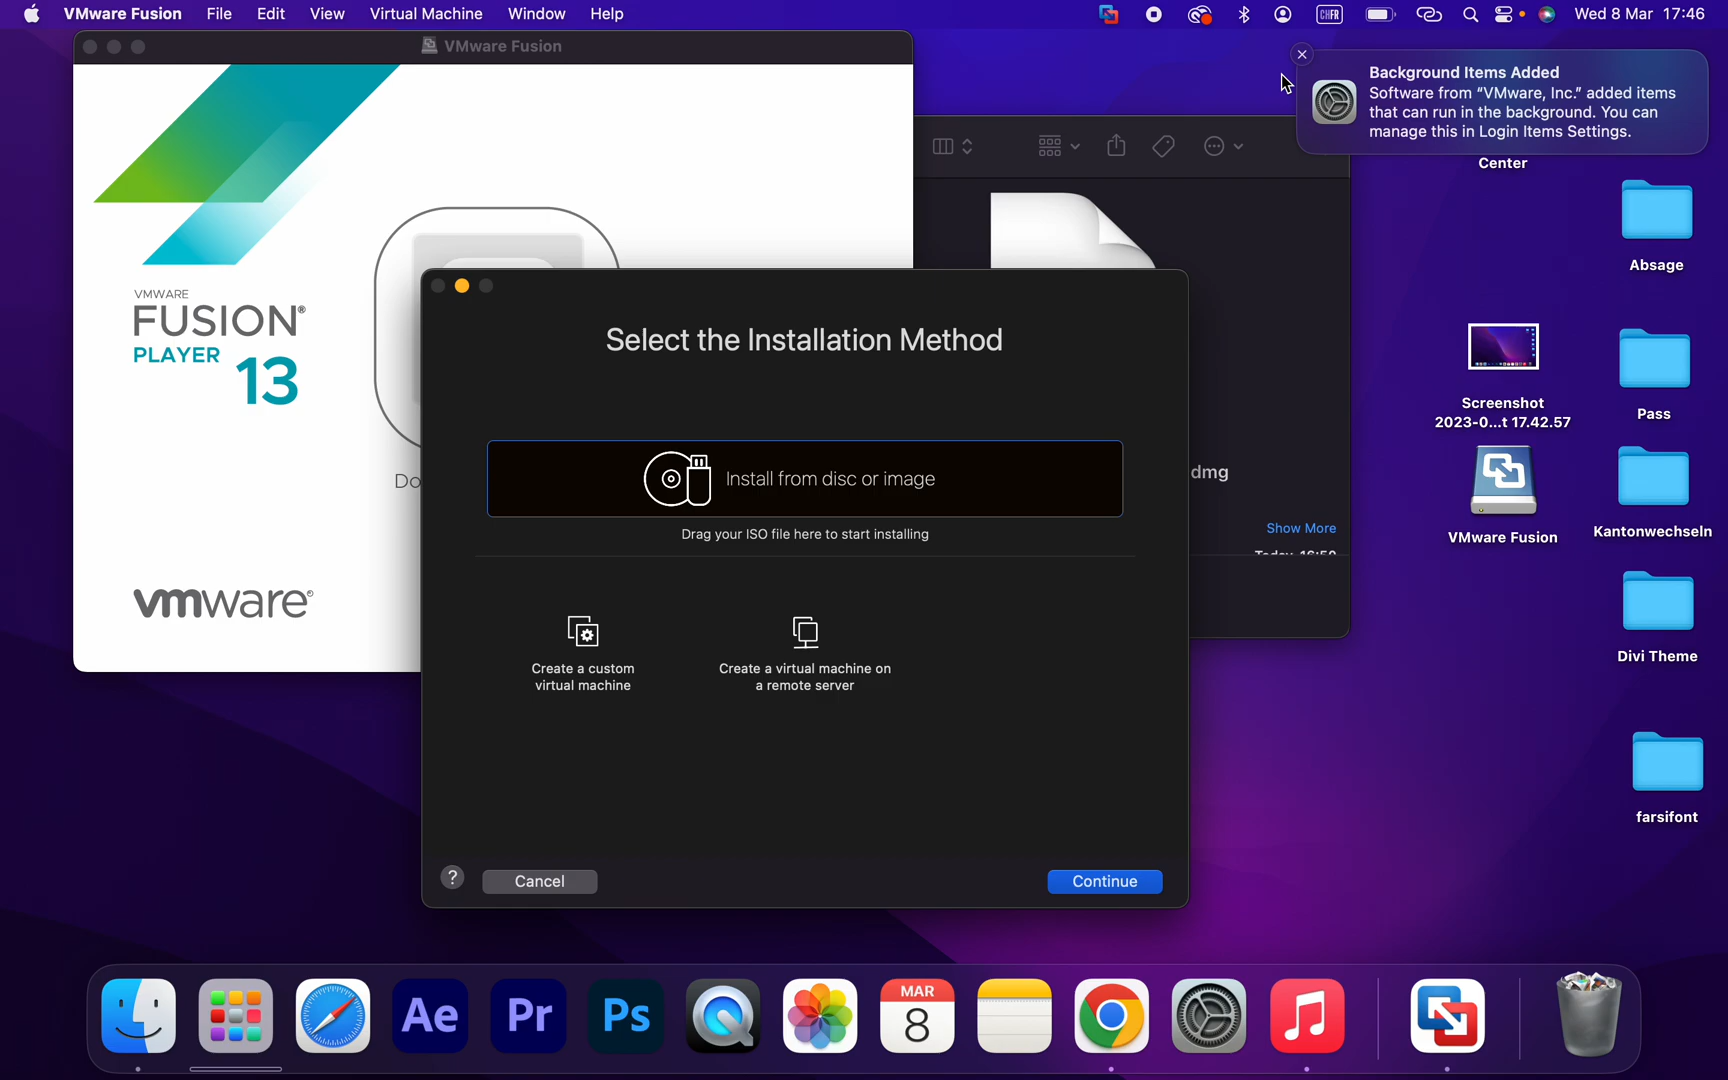 VMware Fusion File Edit View Virtual Machine Window Help CHFR Wed 8 Mar 17:46
VMware Fusion
VMWARE
FUSION®
PLAYER
13
Do
vmware®
Background Items Added
Software from "VMware, Inc." added items
that can run in the background. You can
manage this in Login Items Settings.
Center
Select the Installation Method
Install from disc or image
Drag your ISO file here to start installing
Create a custom
virtual machine
Create a virtual machine on
a remote server
? Cancel Continue
dmg
Show More
Today, 16:50
Absage
Screenshot
2023-0...t 17.42.57
Pass
VMware Fusion
Kantonwechseln
Divi Theme
farsifont
Ae Pr Ps
MAR
8